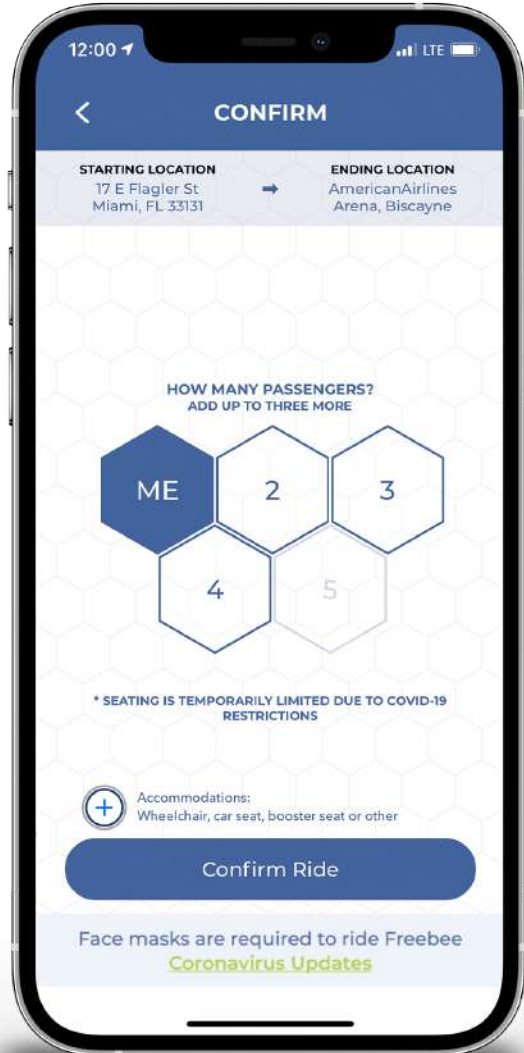 12:00
LTE
CONFIRM
STARTING LOCATION
17 E Flagler St
Miami, FL 33131
ENDING LOCATION
AmericanAirlines
Arena, Biscayne
HOW MANY PASSENGERS?
ADD UP TO THREE MORE
ME
2
3
4
5
* SEATING IS TEMPORARILY LIMITED DUE TO COVID-19
RESTRICTIONS
Accommodations:
Wheelchair, car seat, booster seat or other
Confirm Ride
Face masks are required to ride Freebee
Coronavirus Updates